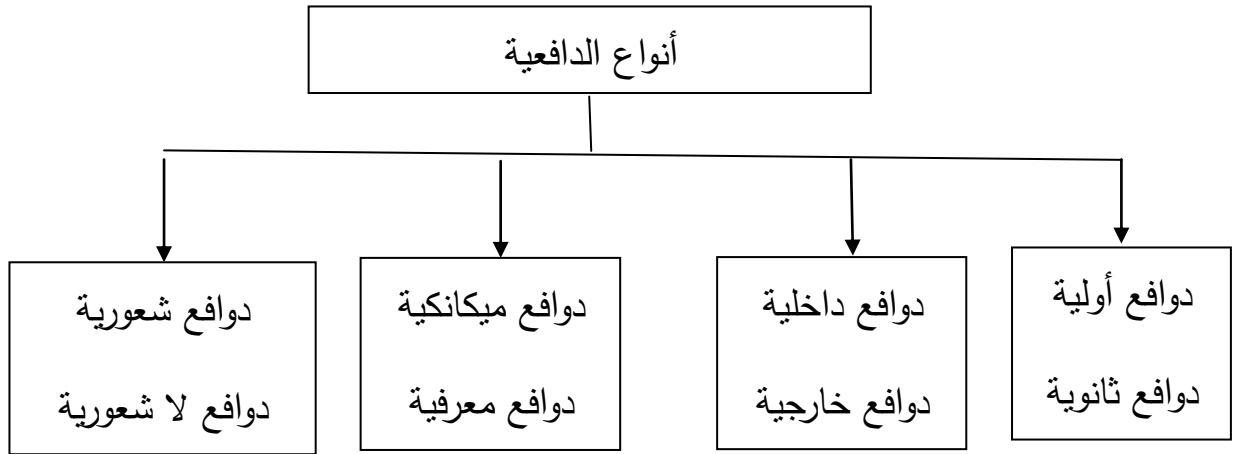 أنواع الدافعية
دوافع أولية
دوافع ثانوية
دوافع داخلية
دوافع خارجية
دوافع ميكانكية
دوافع معرفية
دوافع شعورية
دوافع لا شعورية